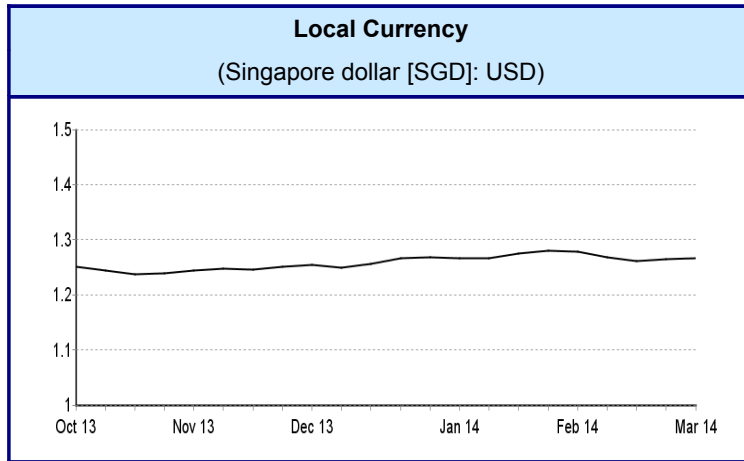 Local Currency
(Singapore dollar [SGD]: USD)
1.5
1.4
1.3
1.2
1.1
1
Oct 13 Nov 13 Dec 13 Jan 14 Feb 14 Mar 14